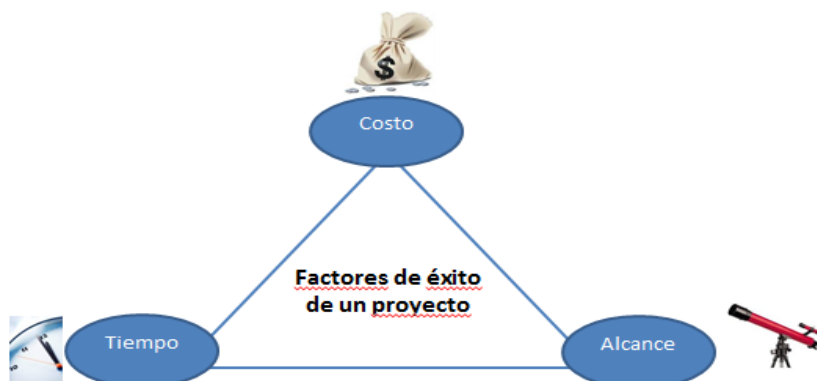 $
Costo
Factores de éxito
de un proyecto
Tiempo
Alcance